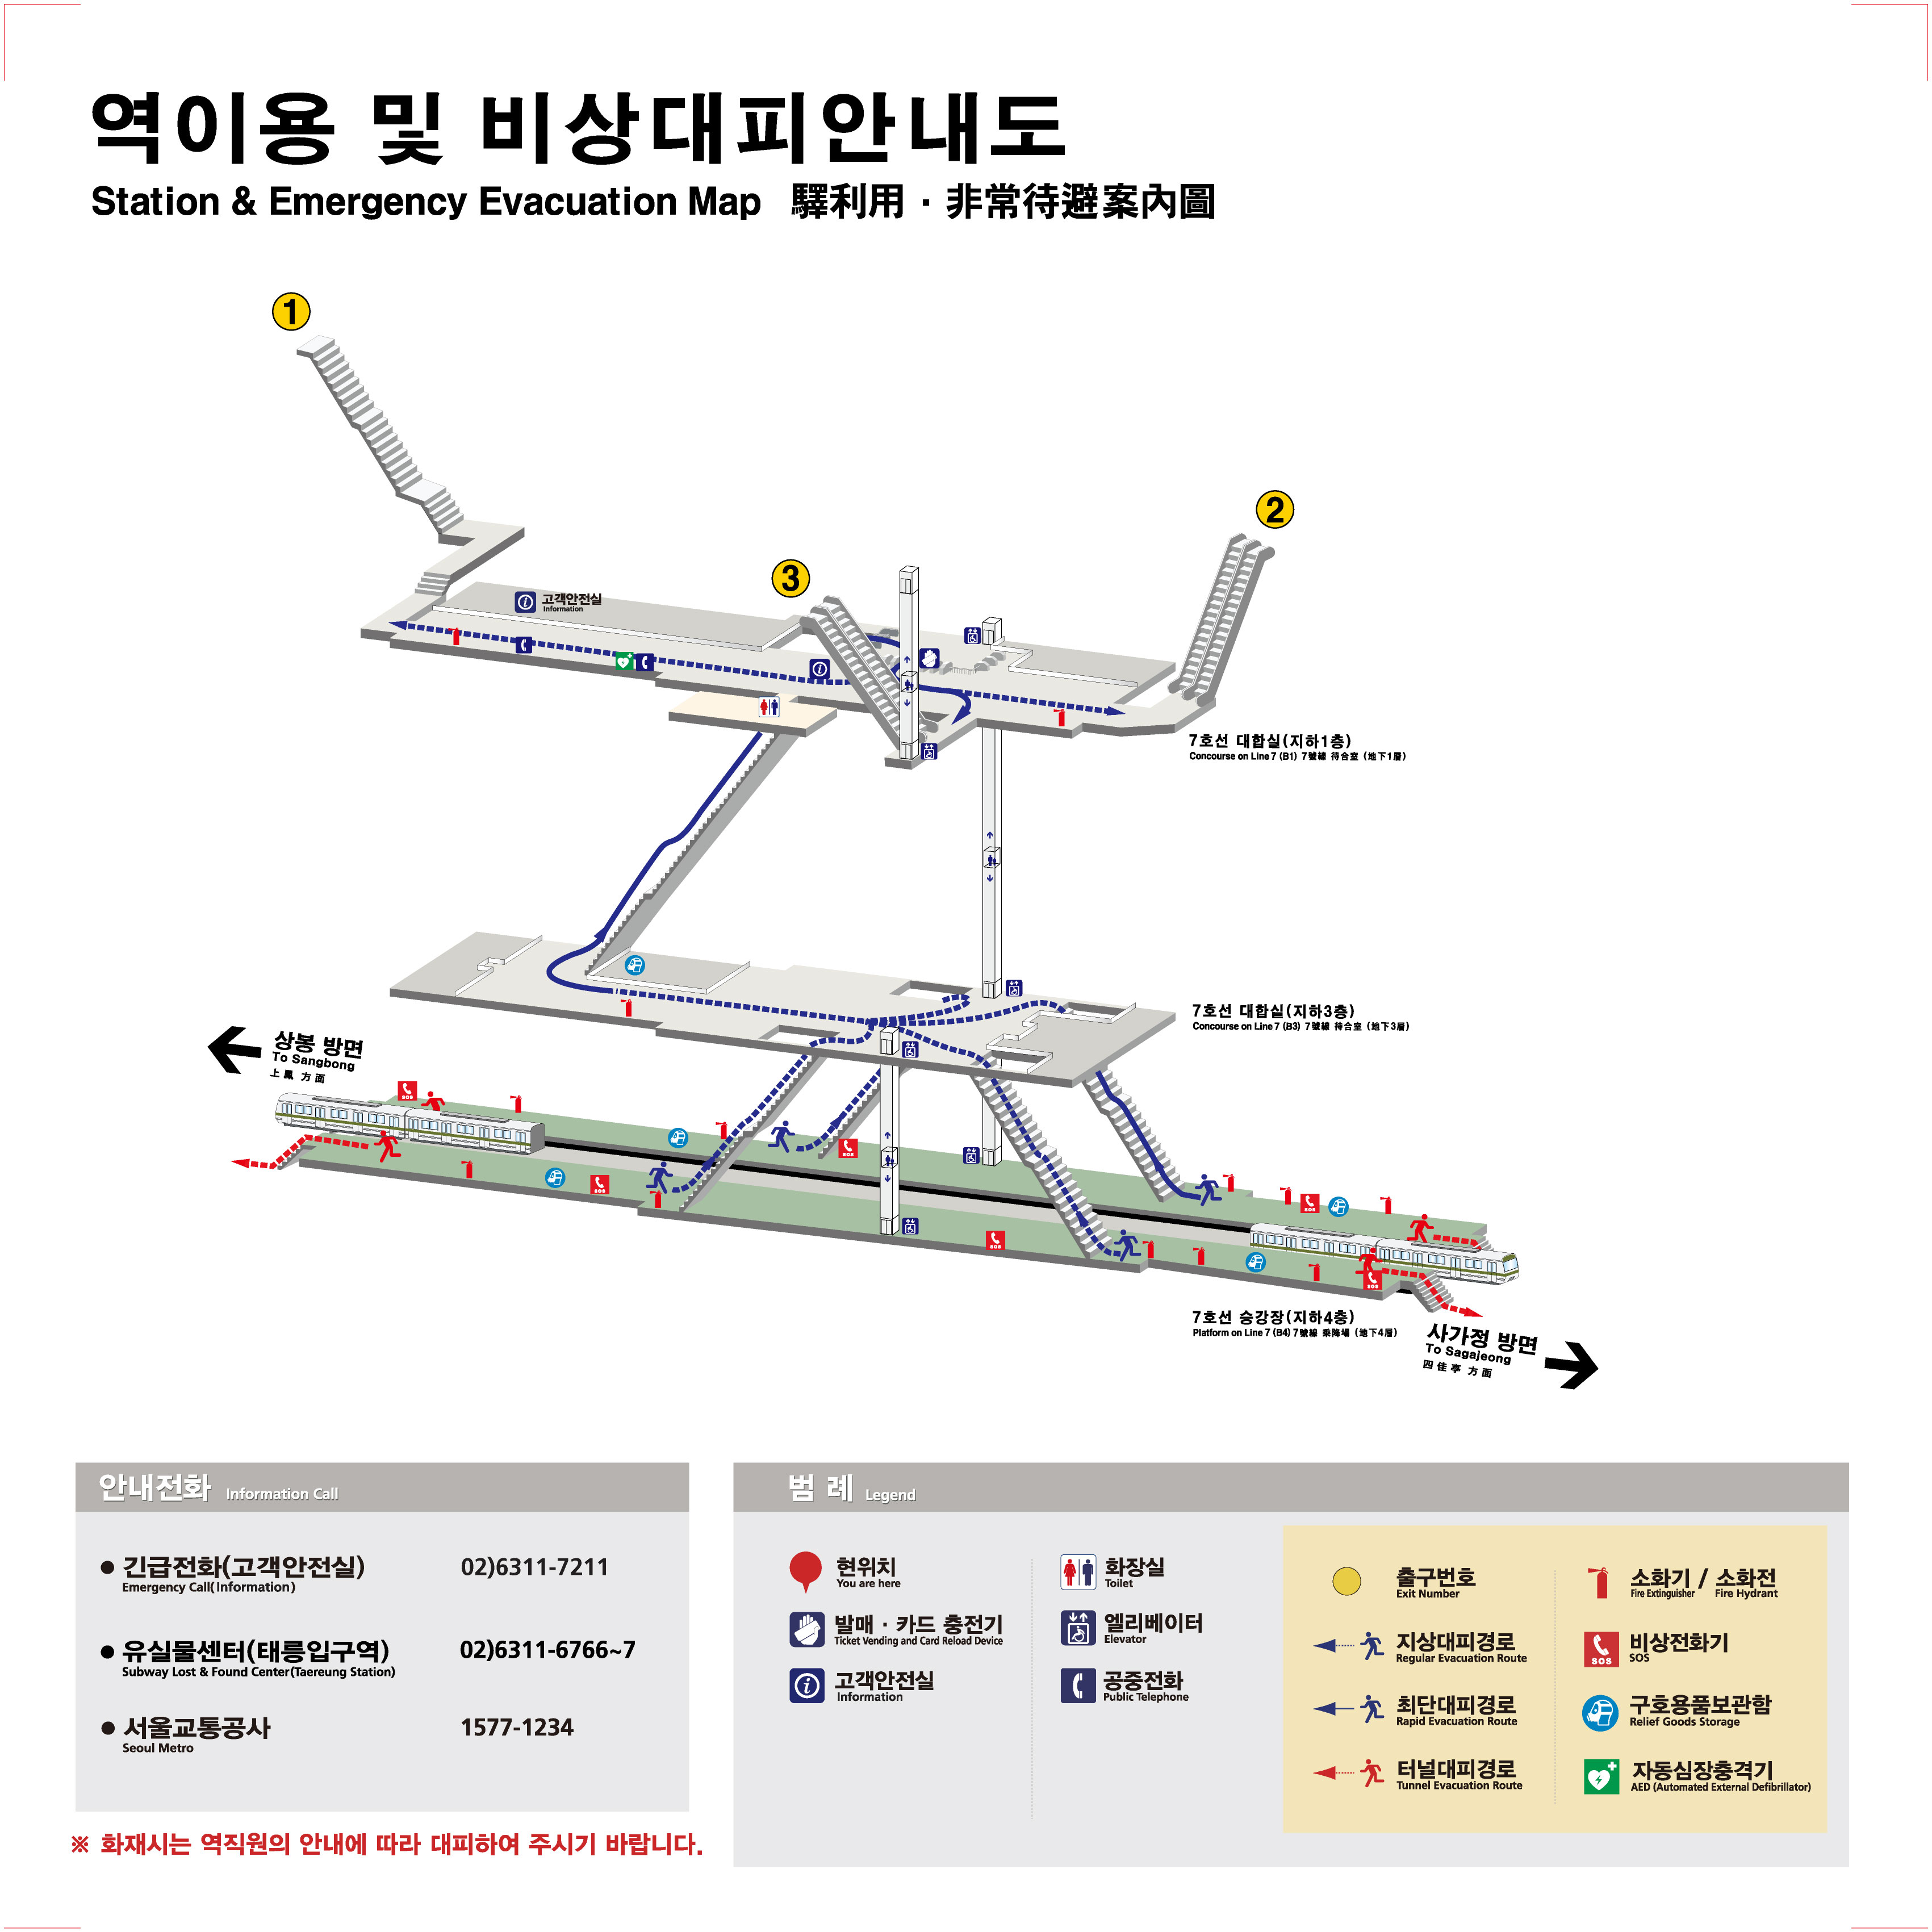 역이용 및 비상대피안내도
Station & Emergency Evacuation Map 驛利用 · 非常待避案內圖
1
2
3
고객안전실
Information
7호선 대합실(지하1층)
Concourse on Line 7 (B1) 7號線 待合室 (地下1層)
7호선 대합실(지하3층)
Concourse on Line 7 (B3) 7號線 待合室 (地下3層)
상봉 방면
To Sangbong
上鳳 方面
SOS
SOS
SOS
SOS
SOS
SOS
7호선 승강장(지하4층)
Platform on Line 7 (B4) 7號線 乘降場 (地下4層)
사가정 방면
To Sagajeong
四佳亭 方面
안내전화 Information Call
● 긴급전화(고객안전실) 02)6311-7211
Emergency Call(Information)
● 유실물센터(태릉입구역) 02)6311-6766~7
Subway Lost & Found Center(Taereung Station)
● 서울교통공사 1577-1234
Seoul Metro
※ 화재시는 역직원의 안내에 따라 대피하여 주시기 바랍니다.
범 례 Legend
현위치
You are here
발매 · 카드 충전기
Ticket Vending and Card Reload Device
고객안전실
Information
화장실
Toilet
엘리베이터
Elevator
공중전화
Public Telephone
출구번호
Exit Number
지상대피경로
Regular Evacuation Route
최단대피경로
Rapid Evacuation Route
터널대피경로
Tunnel Evacuation Route
소화기 / 소화전
Fire Extinguisher Fire Hydrant
SOS
비상전화기
SOS
구호용품보관함
Relief Goods Storage
자동심장충격기
AED (Automated External Defibrillator)